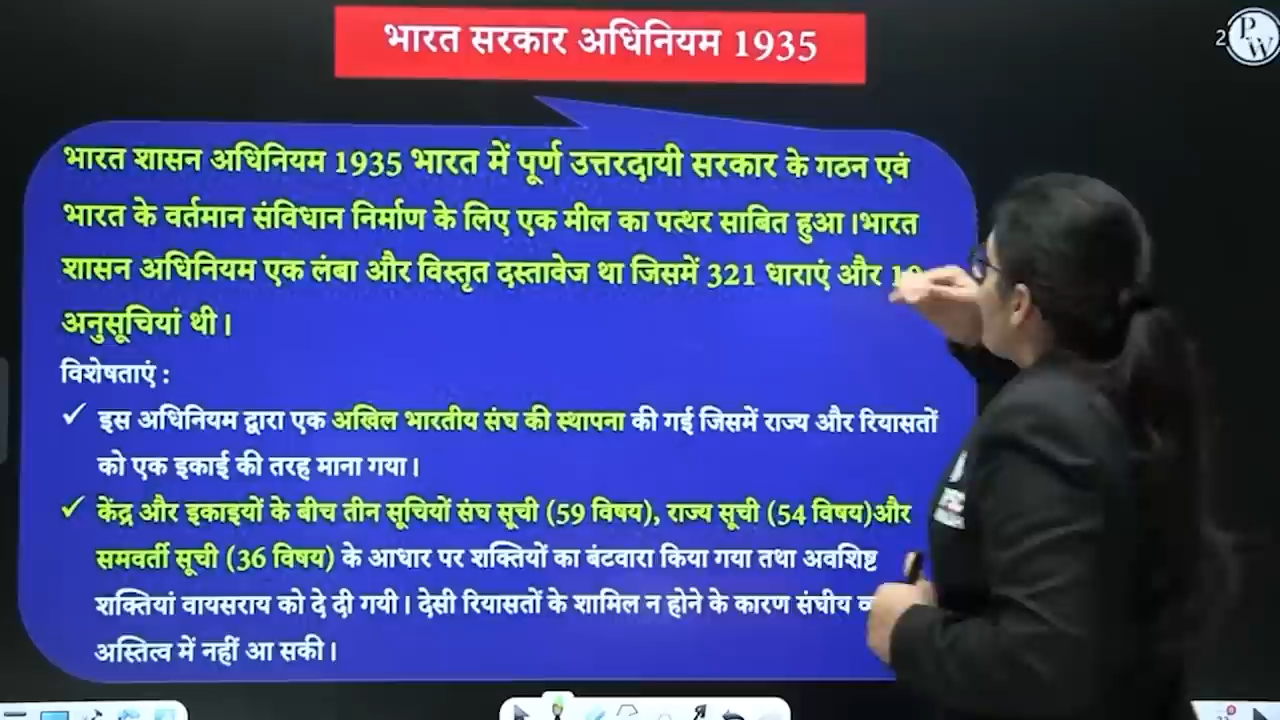 भारत सरकार अधिनियम 1935
2
PW
भारत शासन अधिनियम 1935 भारत में पूर्ण उत्तरदायी सरकार के गठन एवं
भारत के वर्तमान संविधान निर्माण के लिए एक मील का पत्थर साबित हुआ ।भारत
शासन अधिनियम एक लंबा और विस्तृत दस्तावेज था जिसमें 321 धाराएं और
अनुसूचियां थी ।
विशेषताएं :
✓ इस अधिनियम द्वारा एक अखिल भारतीय संघ की स्थापना की गई जिसमें राज्य और रियासतों
को एक इकाई की तरह माना गया ।
✓ केंद्र और इकाइयों के बीच तीन सूचियों संघ सूची (59 विषय), राज्य सूची (54 विषय)और
समवर्ती सूची (36 विषय) के आधार पर शक्तियों का बंटवारा किया गया तथा अवशिष्ट
शक्तियां वायसराय को दे दी गयी । देसी रियासतों के शामिल न होने के कारण संघीय
अस्तित्व में नहीं आ सकी ।